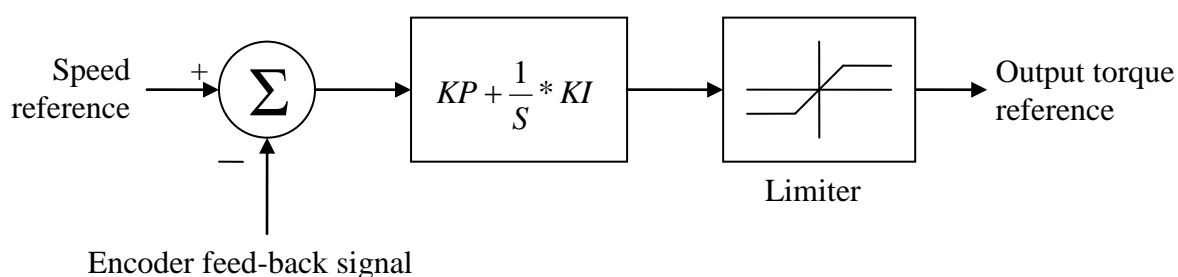 Speed
reference
+
Σ
−
KP + 1/S * KI
Output torque
reference
Limiter
Encoder feed-back signal